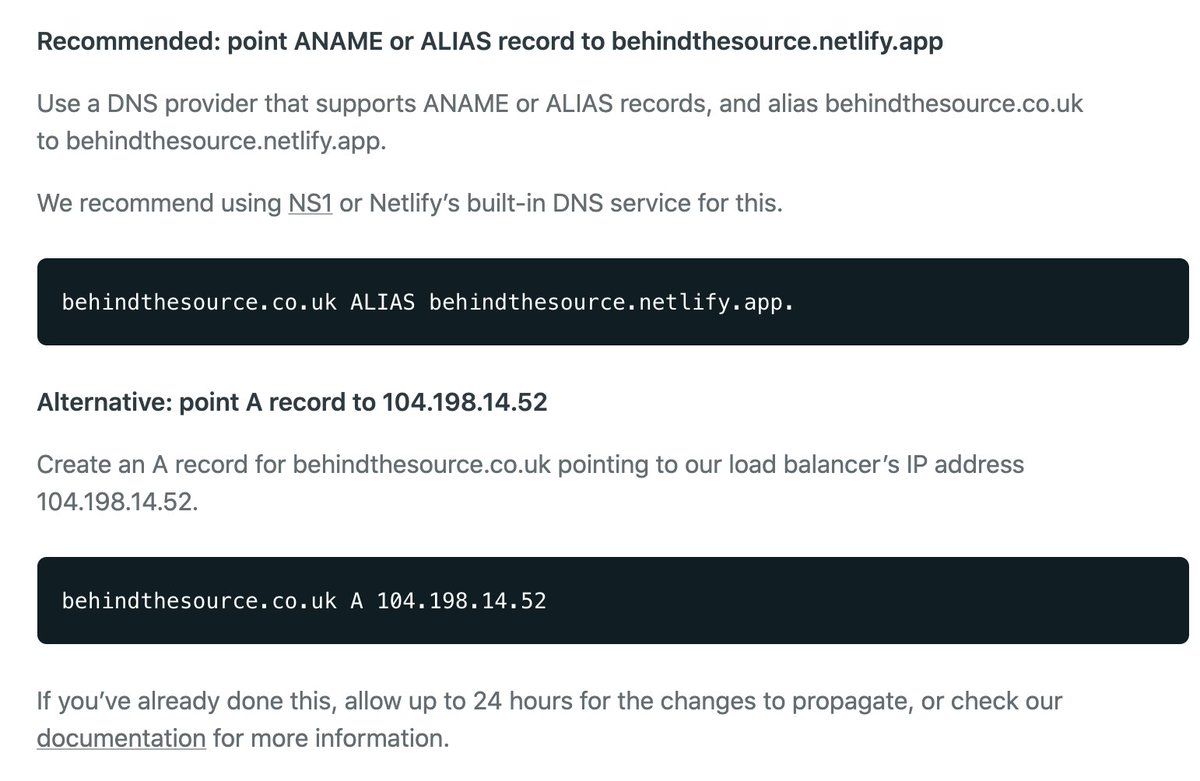 Recommended: point ANAME or ALIAS record to behindthesource.netlify.app
Use a DNS provider that supports ANAME or ALIAS records, and alias behindthesource.co.uk
to behindthesource.netlify.app.
We recommend using NS1 or Netlify’s built-in DNS service for this.
behindthesource.co.uk ALIAS behindthesource.netlify.app.
Alternative: point A record to 104.198.14.52
Create an A record for behindthesource.co.uk pointing to our load balancer’s IP address
104.198.14.52.
behindthesource.co.uk A 104.198.14.52
If you’ve already done this, allow up to 24 hours for the changes to propagate, or check our
documentation for more information.